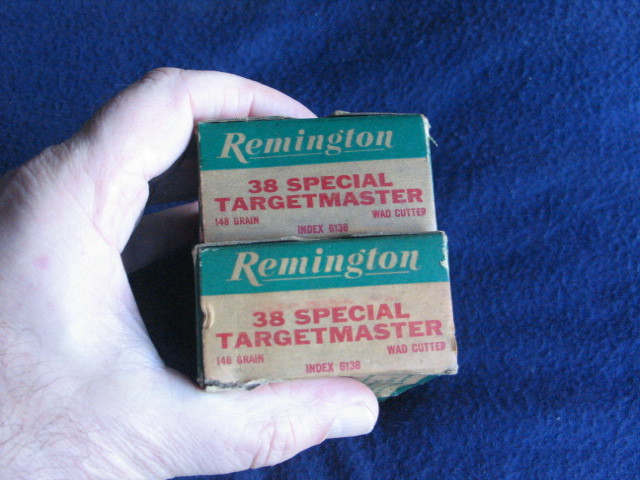 Remington
38 SPECIAL
TARGETMASTER
148 GRAIN WAD CUTTER
INDEX 6138
Remington
38 SPECIAL
TARGETMASTER
148 GRAIN WAD CUTTER
INDEX 6138